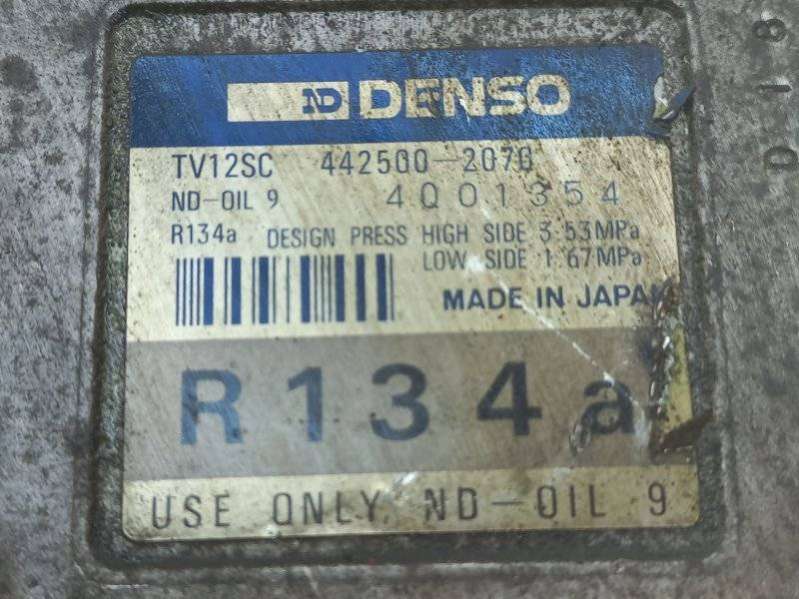 ND DENSO
TV12SC 442500-2070
ND-OIL 9 4Q01354
R134a DESIGN PRESS HIGH SIDE 3.53MPa
LOW SIDE 1.67MPa
MADE IN JAPAN
R134a
USE ONLY ND-OIL 9
018